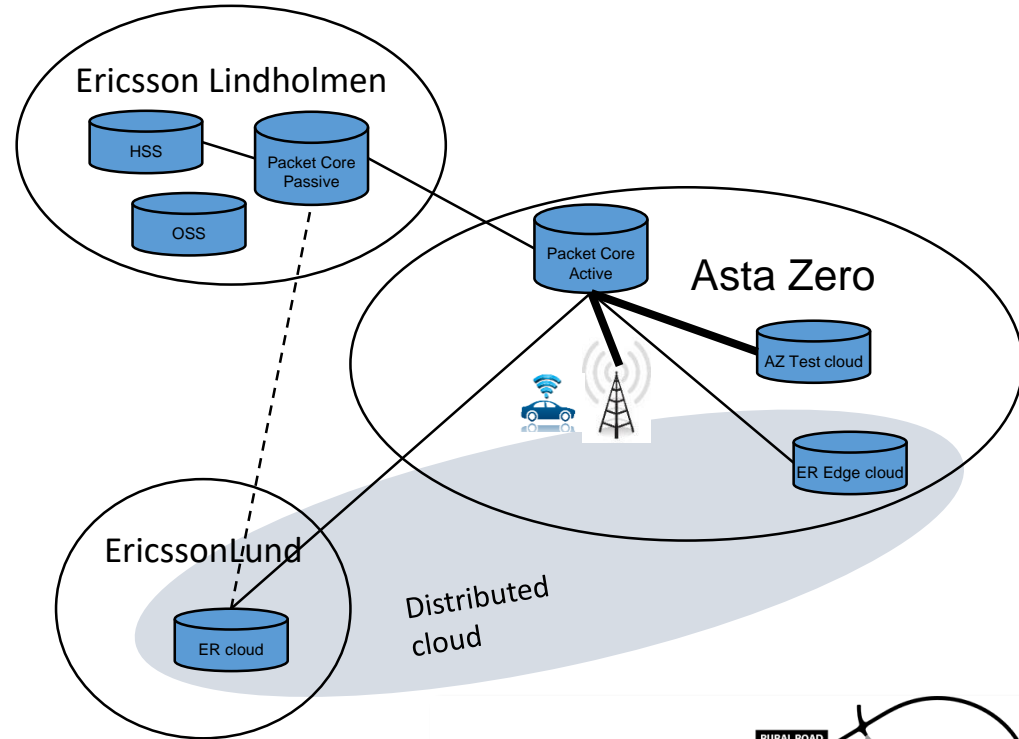 Ericsson Lindholmen
HSS
Packet Core
Passive
OSS
Packet Core
Active
Asta Zero
AZ Test cloud
ER Edge cloud
EricssonLund
Distributed
cloud
ER cloud
RURAL ROAD